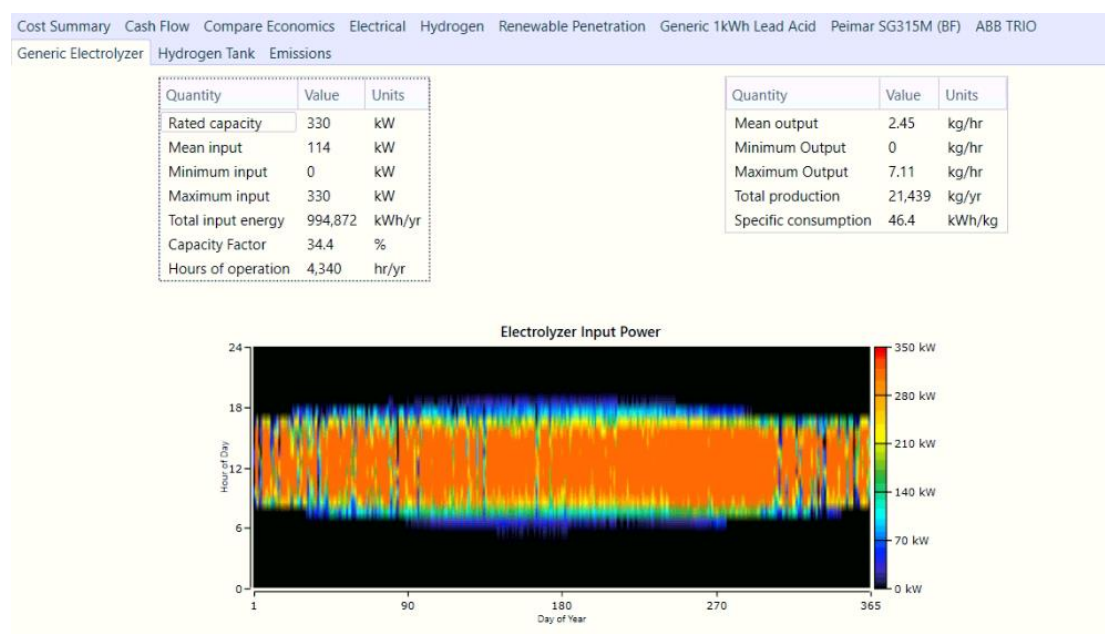 Cost Summary Cash Flow Compare Economics Electrical Hydrogen Renewable Penetration Generic 1kWh Lead Acid Peimar SG315M (BF) ABB TRIO
Generic Electrolyzer Hydrogen Tank Emissions
Quantity Value Units
Rated capacity 330 kW
Mean input 114 kW
Minimum input 0 kW
Maximum input 330 kW
Total input energy 994,872 kWh/yr
Capacity Factor 34.4 %
Hours of operation 4,340 hr/yr
Quantity Value Units
Mean output 2.45 kg/hr
Minimum Output 0 kg/hr
Maximum Output 7.11 kg/hr
Total production 21,439 kg/yr
Specific consumption 46.4 kWh/kg
Electrolyzer Input Power
24
18
12
6
0
Hour of Day
1 90 180 270 365
Day of Year
350 kW
280 kW
210 kW
140 kW
70 kW
0 kW